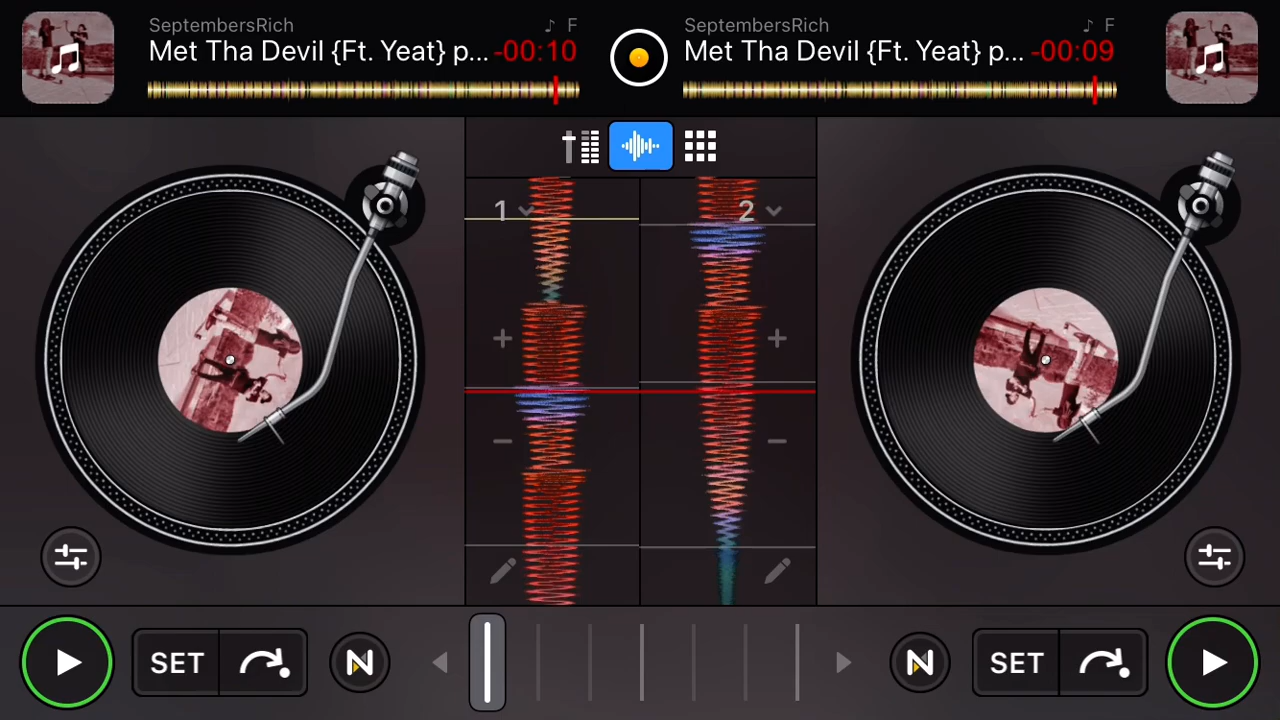 SeptembersRich
♪ F
Met Tha Devil {Ft. Yeat} p...
-00:10
SeptembersRich
♪ F
Met Tha Devil {Ft. Yeat} p...
-00:09
1
2
SET
N
N
SET